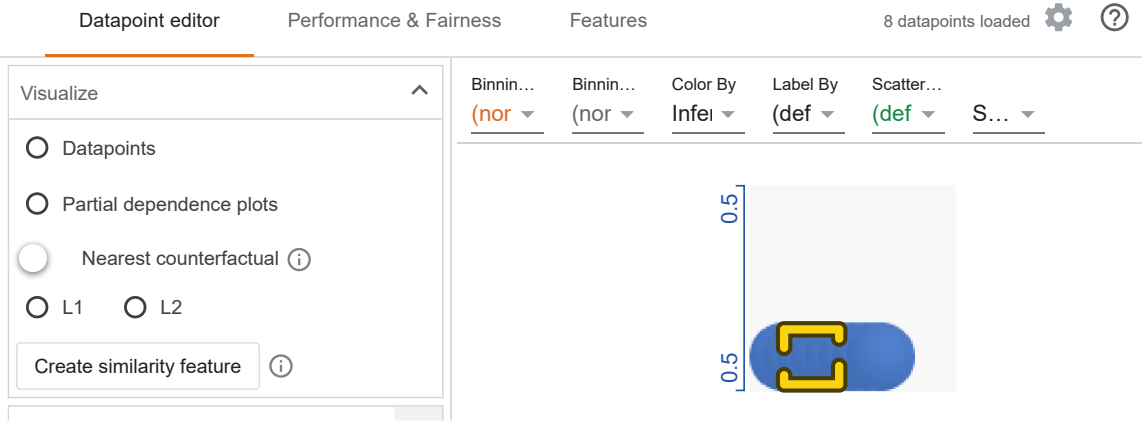 Datapoint editor
Performance & Fairness
Features
8 datapoints loaded
Visualize
Datapoints
Partial dependence plots
Nearest counterfactual
L1
L2
Create similarity feature
Binnin…
(nor
Binnin…
(nor
Color By
Infer
Label By
(def
Scatter…
(def
S…
0.5
0.5